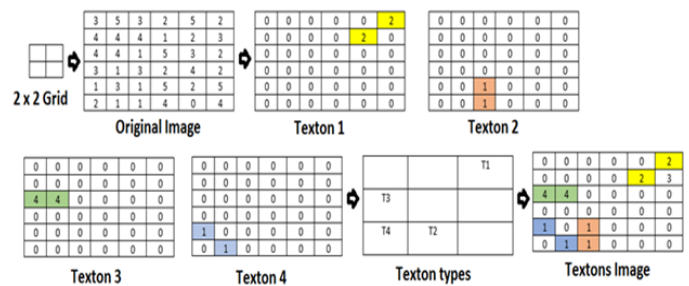 2 x 2 Grid
3 5 3 2 5 2
4 4 4 1 2 3
4 4 1 5 3 2
3 1 3 2 4 2
1 3 1 5 2 5
2 1 1 4 0 4
Original Image
0 0 0 0 0 2
0 0 0 0 2 0
0 0 0 0 0 0
0 0 0 0 0 0
0 0 0 0 0 0
0 0 0 0 0 0
Texton 1
0 0 0 0 0 0
0 0 0 0 0 0
0 0 0 0 0 0
0 0 0 0 0 0
0 0 1 0 0 0
0 0 1 0 0 0
Texton 2
0 0 0 0 0 0
0 0 0 0 0 0
4 4 0 0 0 0
0 0 0 0 0 0
0 0 0 0 0 0
0 0 0 0 0 0
Texton 3
0 0 0 0 0 0
0 0 0 0 0 0
0 0 0 0 0 0
0 0 0 0 0 0
1 0 0 0 0 0
0 1 0 0 0 0
Texton 4
T1
T3
T4 T2
Texton types
0 0 0 0 0 2
0 0 0 0 2 3
4 4 0 0 0 0
0 0 0 0 0 0
1 0 1 0 0 0
0 1 1 0 0 0
Textons Image